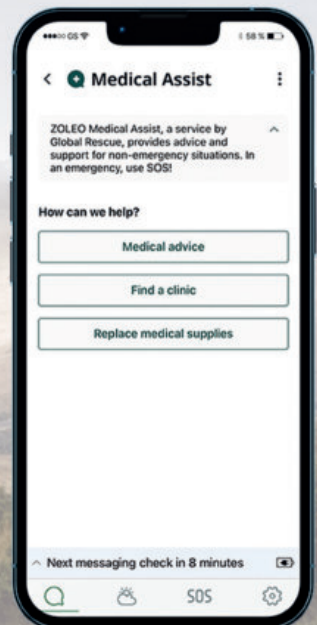 GS
58 %
Medical Assist
ZOLEO Medical Assist, a service by
Global Rescue, provides advice and
support for non-emergency situations. In
an emergency, use SOS!
How can we help?
Medical advice
Find a clinic
Replace medical supplies
Next messaging check in 8 minutes
SOS